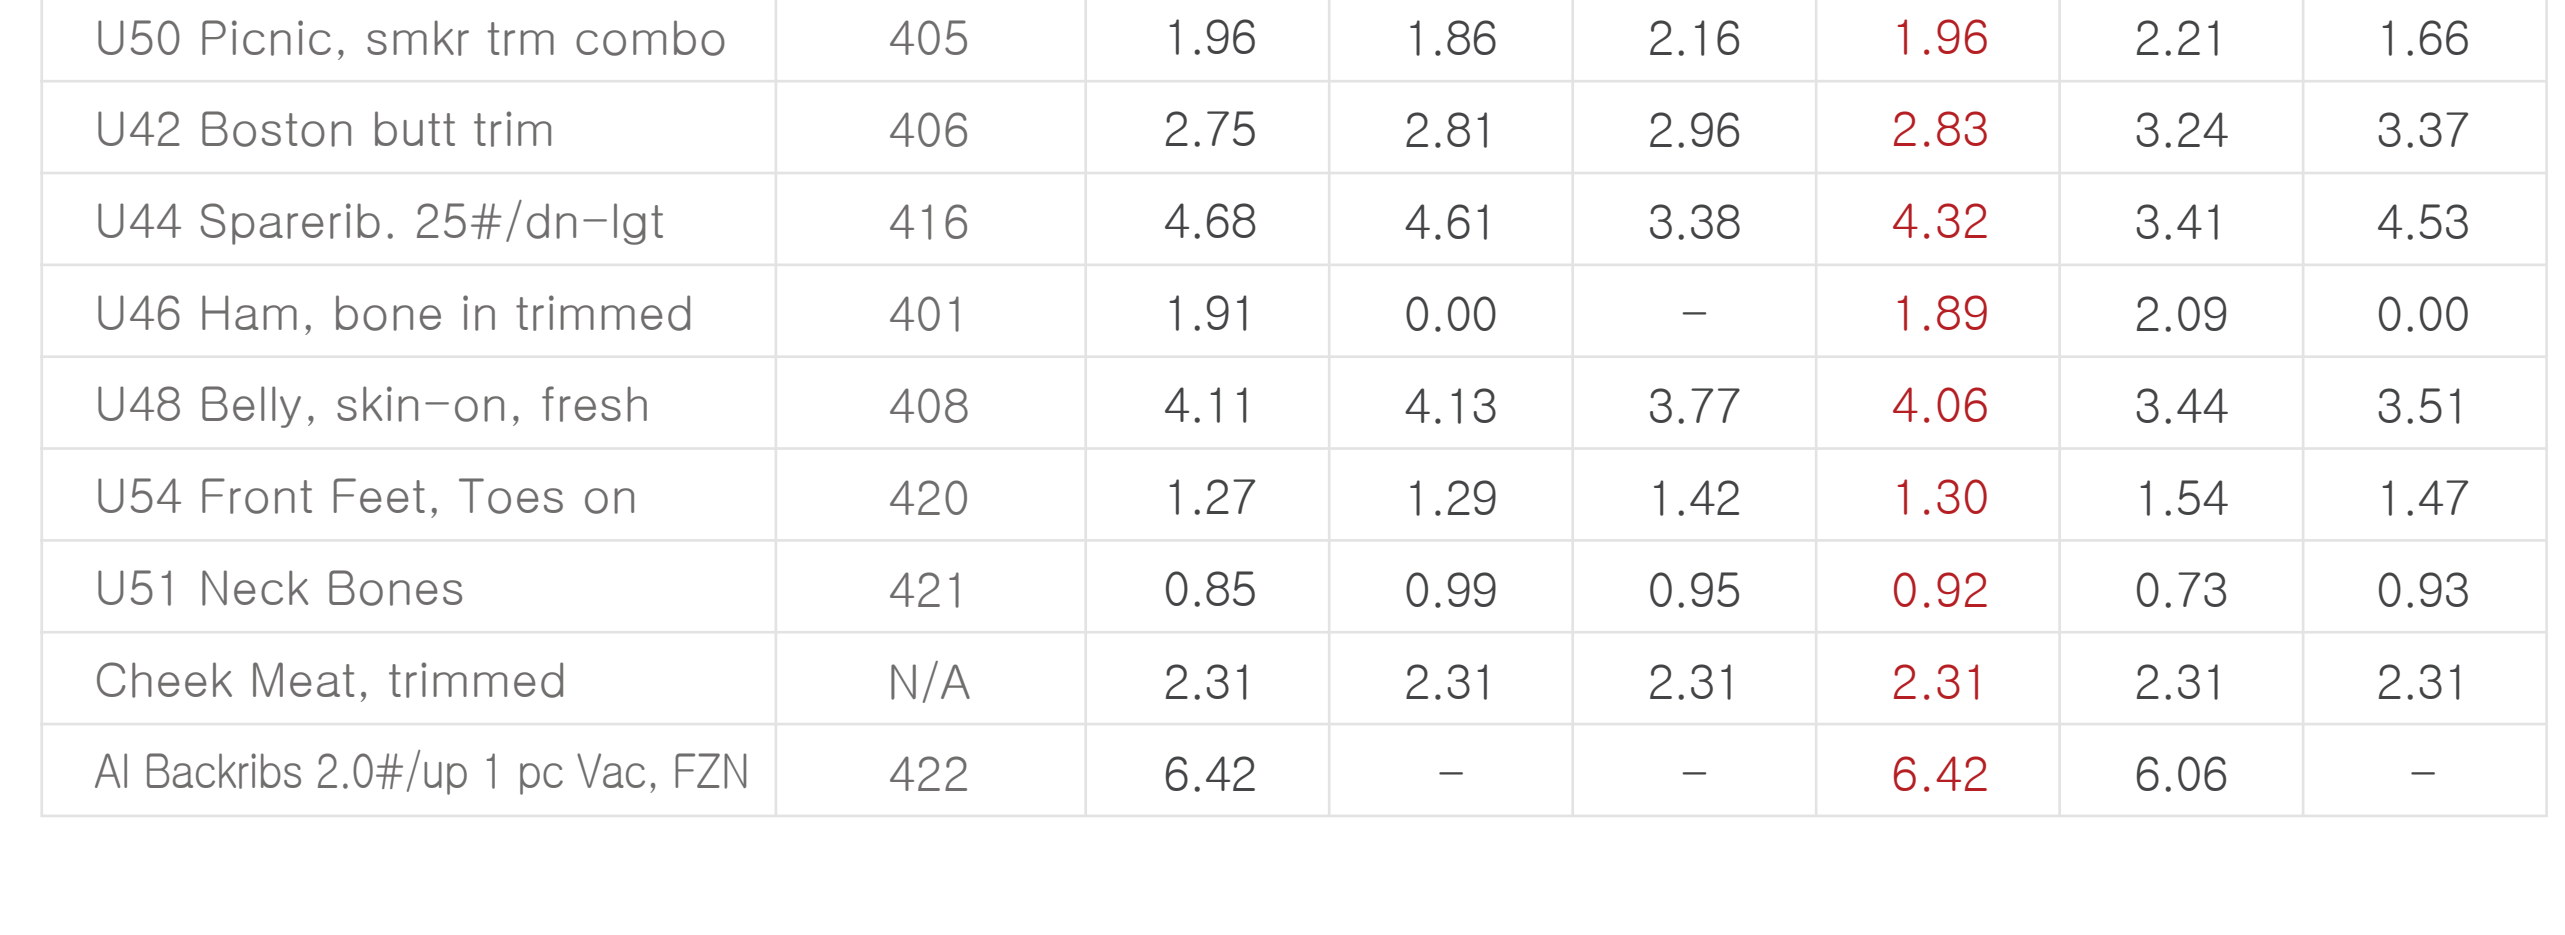 U50 Picnic, smkr trm combo 405 1.96 1.86 2.16 1.96 2.21 1.66
U42 Boston butt trim 406 2.75 2.81 2.96 2.83 3.24 3.37
U44 Sparerib. 25#/dn-lgt 416 4.68 4.61 3.38 4.32 3.41 4.53
U46 Ham, bone in trimmed 401 1.91 0.00 - 1.89 2.09 0.00
U48 Belly, skin-on, fresh 408 4.11 4.13 3.77 4.06 3.44 3.51
U54 Front Feet, Toes on 420 1.27 1.29 1.42 1.30 1.54 1.47
U51 Neck Bones 421 0.85 0.99 0.95 0.92 0.73 0.93
Cheek Meat, trimmed N/A 2.31 2.31 2.31 2.31 2.31 2.31
AI Backribs 2.0#/up 1 pc Vac, FZN 422 6.42 - - 6.42 6.06 -